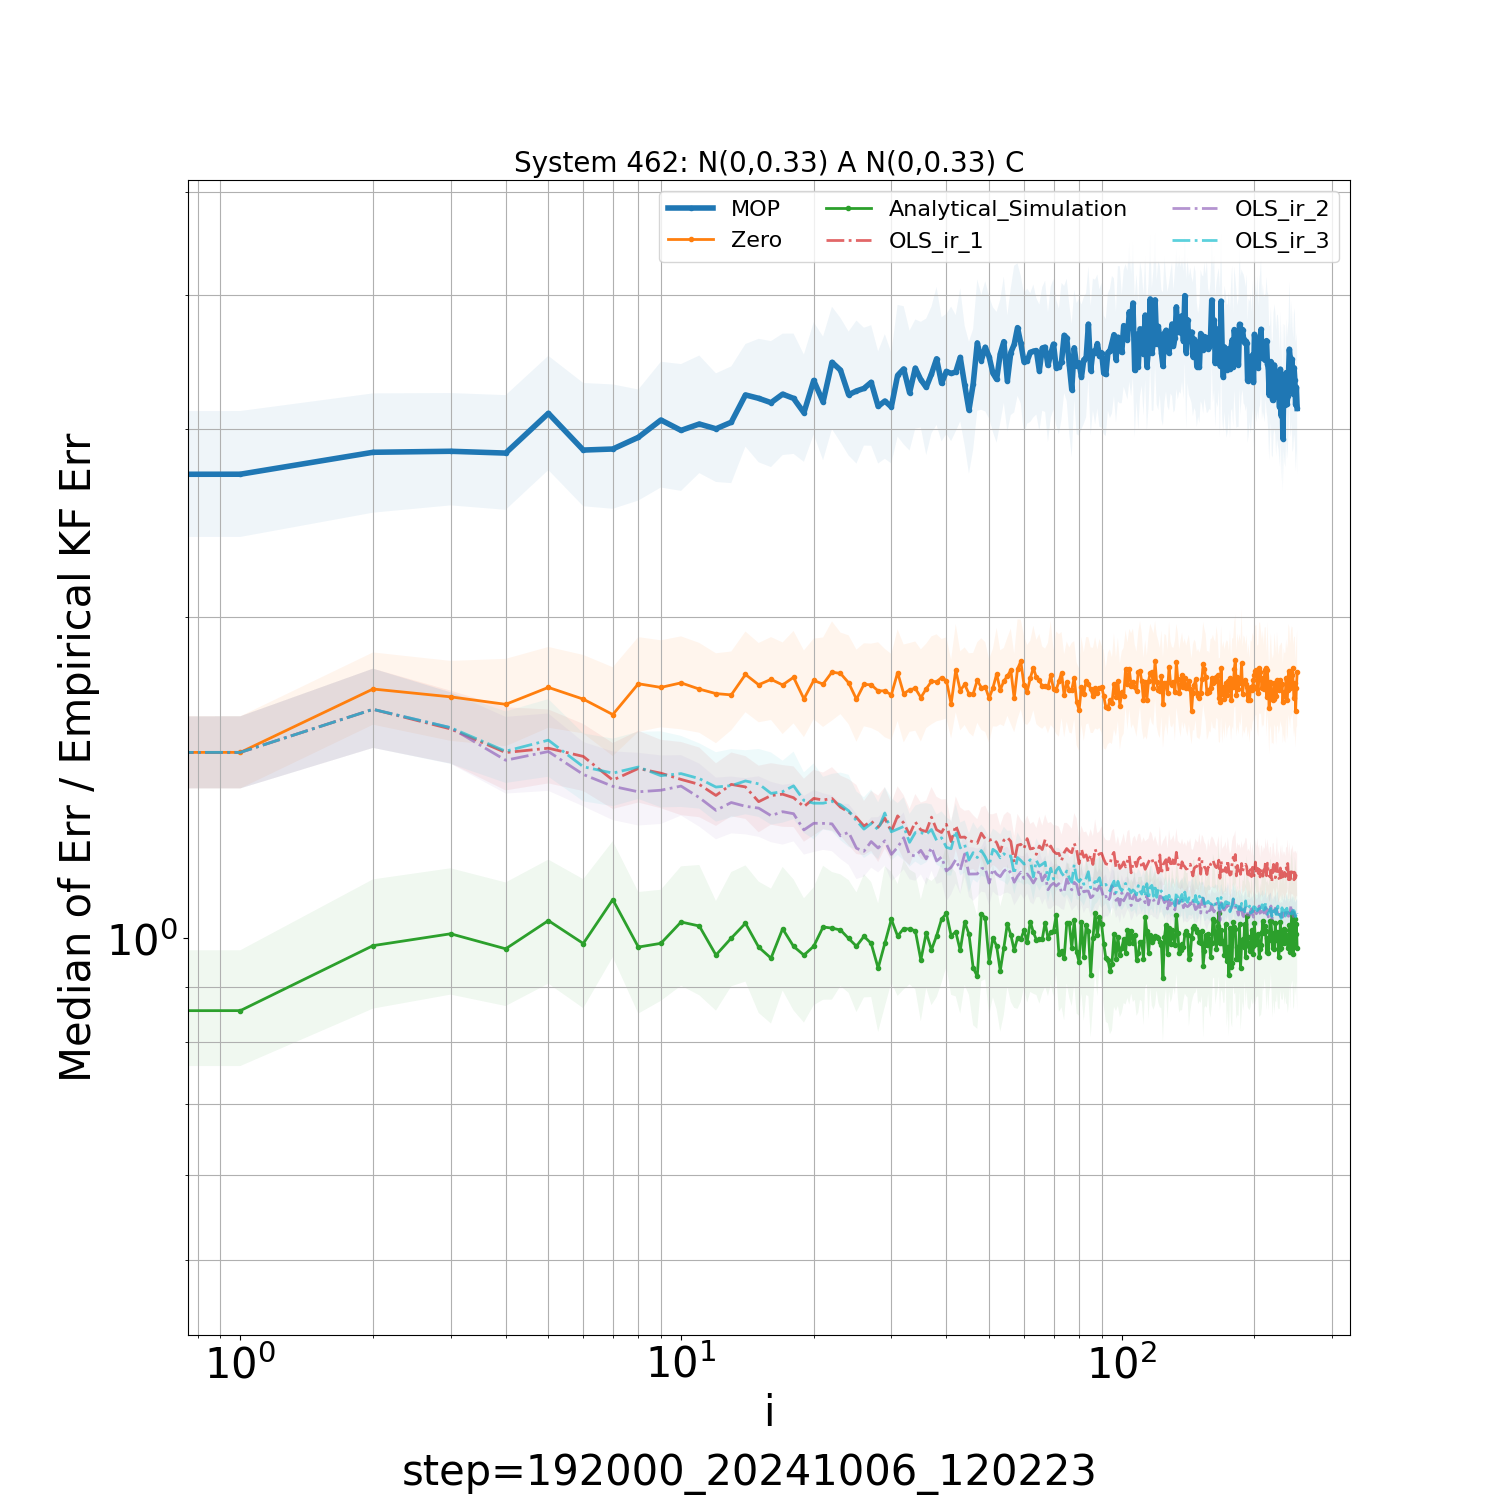 System 462: N(0,0.33) A N(0,0.33) C
MOP
Zero
Analytical_Simulation
OLS_ir_1
OLS_ir_2
OLS_ir_3
Median of Err / Empirical KF Err
10⁰
10⁰
10¹
10²
i
step=192000_20241006_120223